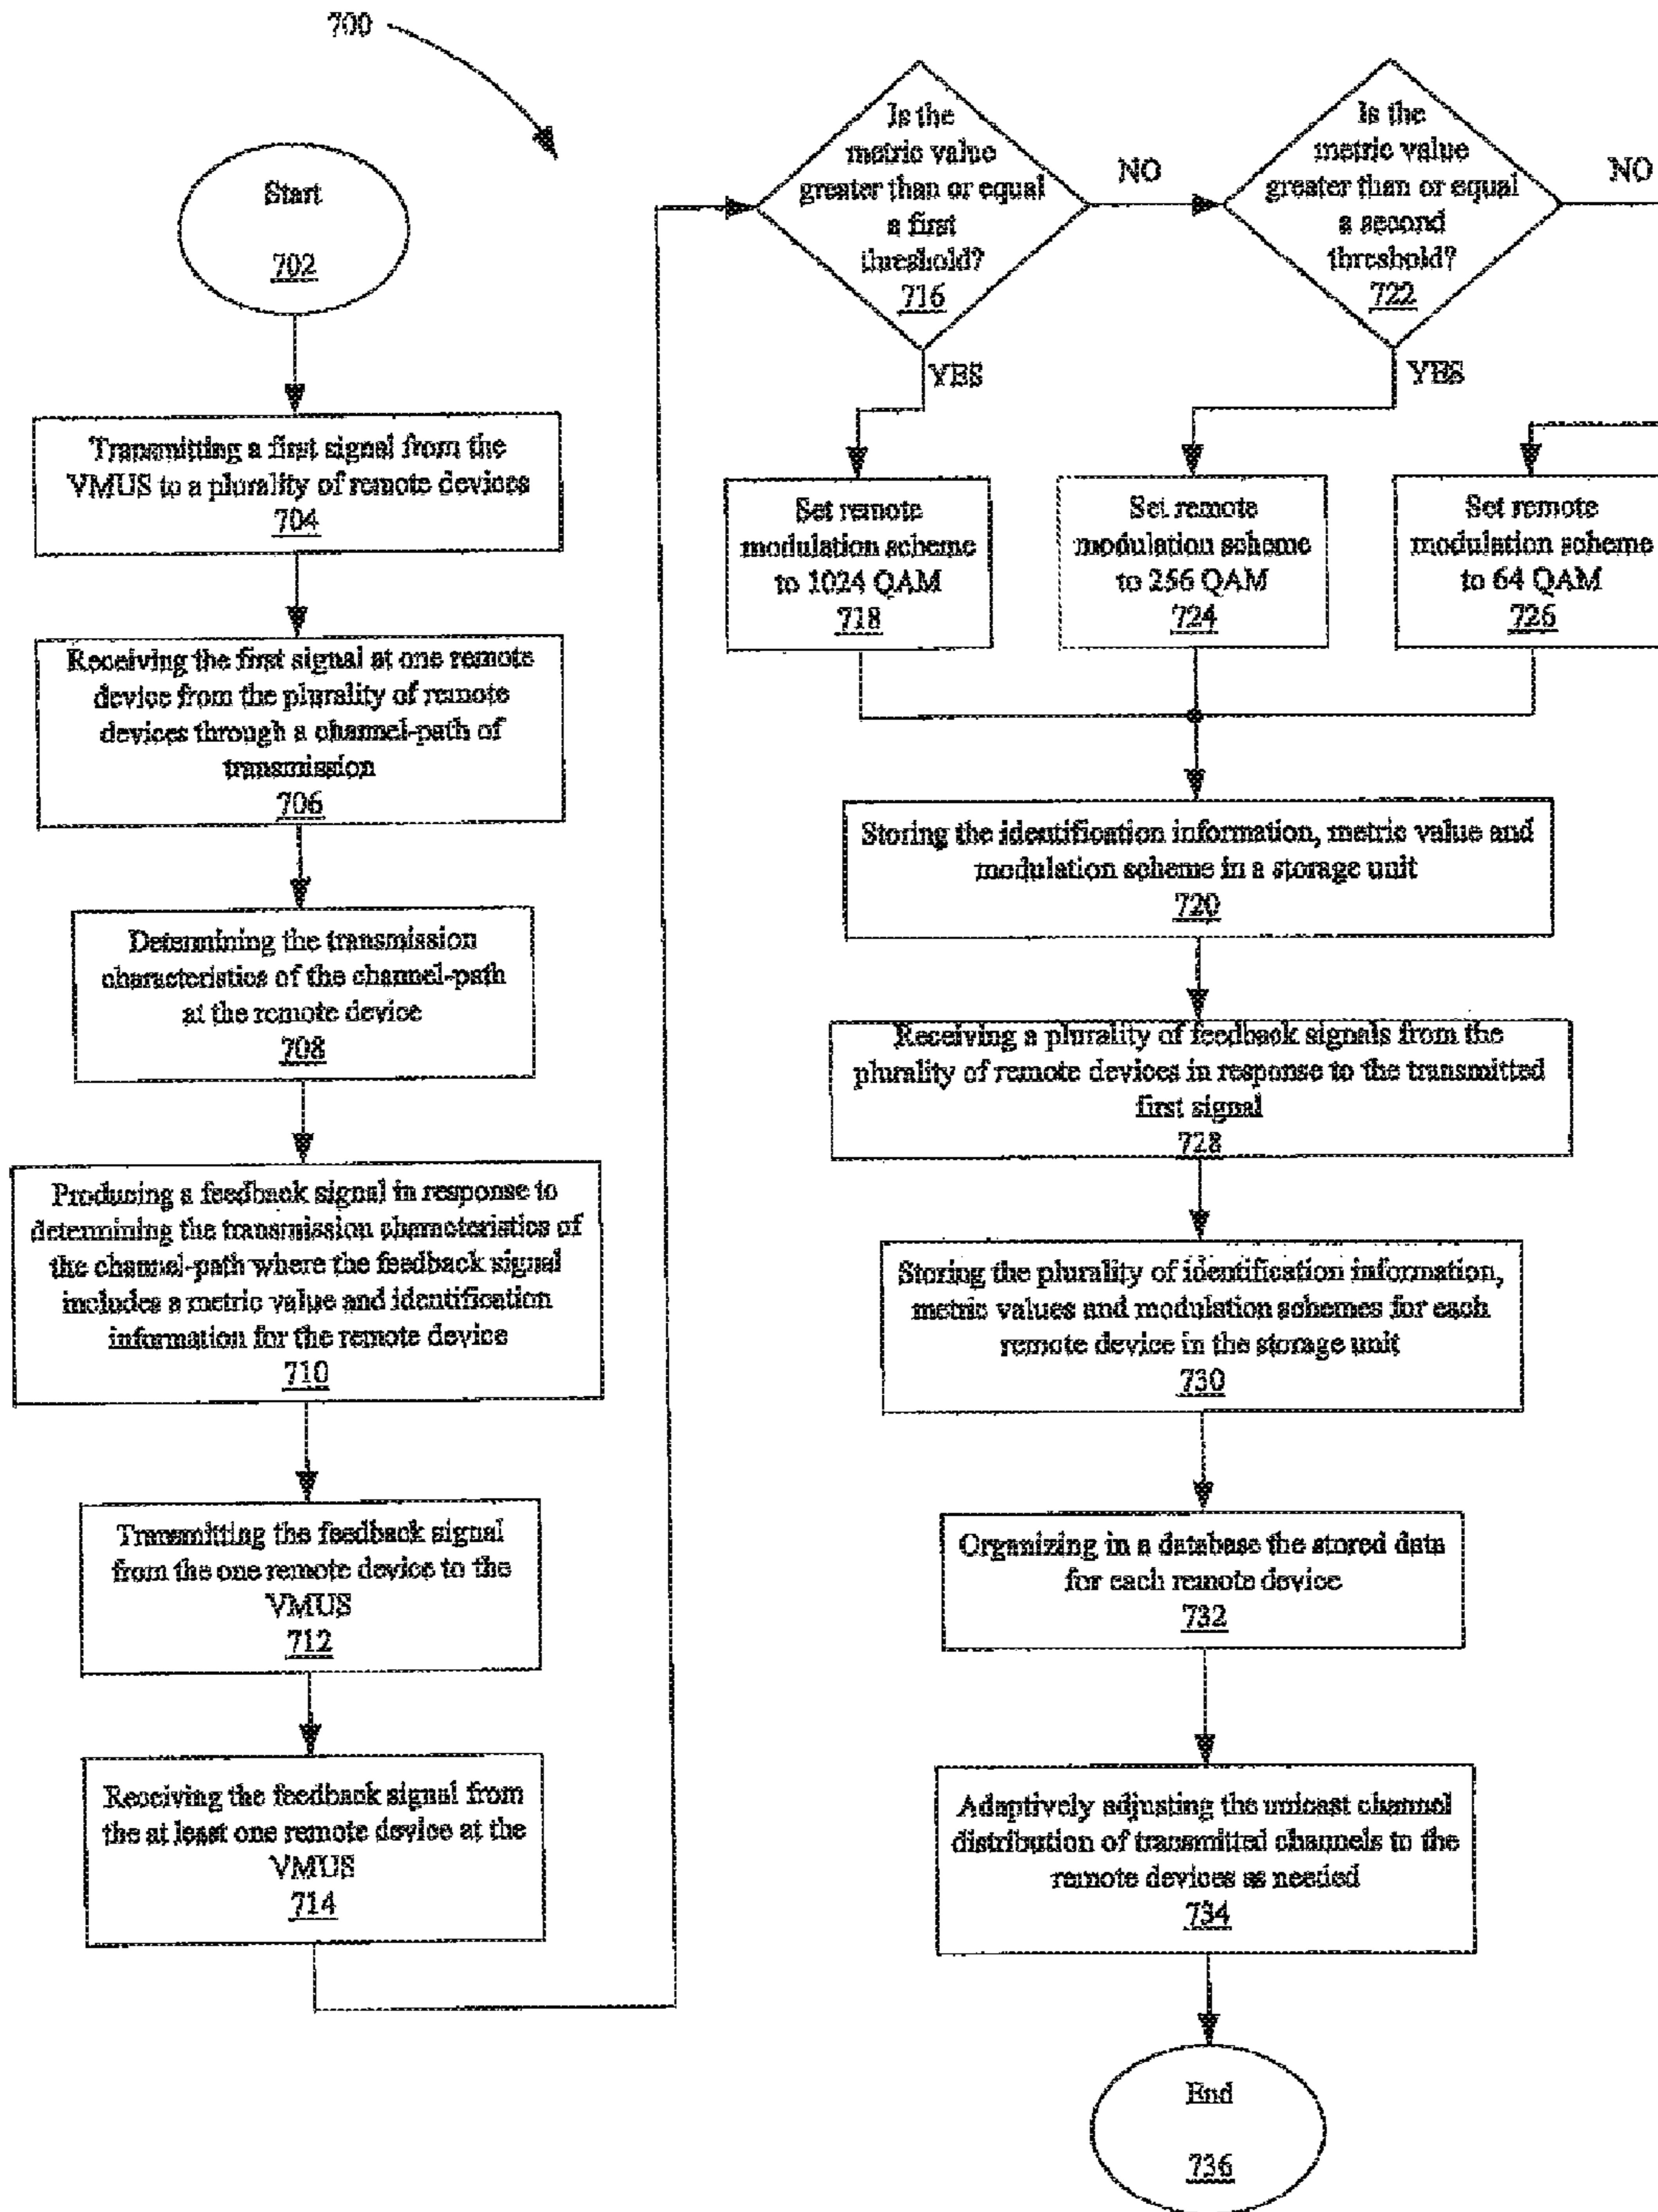 700
Start
702
Transmitting a first signal from the
VMUS to a plurality of remote devices
704
Receiving the first signal at one remote
device from the plurality of remote
devices through a channel-path of
transmission
706
Determining the transmission
characteristics of the channel-path
at the remote device
708
Producing a feedback signal in response to
determining the transmission characteristics of
the channel-path where the feedback signal
includes a metric value and identification
information for the remote device
710
Transmitting the feedback signal
from the one remote device to the
VMUS
712
Receiving the feedback signal from
the at least one remote device at the
VMUS
714
Is the
metric value
greater than or equal
a first
threshold?
716
NO
YES
Is the
metric value
greater than or equal
a second
threshold?
722
NO
YES
Set remote
modulation scheme
to 1024 QAM
718
Set remote
modulation scheme
to 256 QAM
724
Set remote
modulation scheme
to 64 QAM
726
Storing the identification information, metric value and
modulation scheme in a storage unit
720
Receiving a plurality of feedback signals from the
plurality of remote devices in response to the transmitted
first signal
728
Storing the plurality of identification information,
metric values and modulation schemes for each
remote device in the storage unit
730
Organizing in a database the stored data
for each remote device
732
Adaptively adjusting the unicast channel
distribution of transmitted channels to the
remote devices as needed
734
End
736